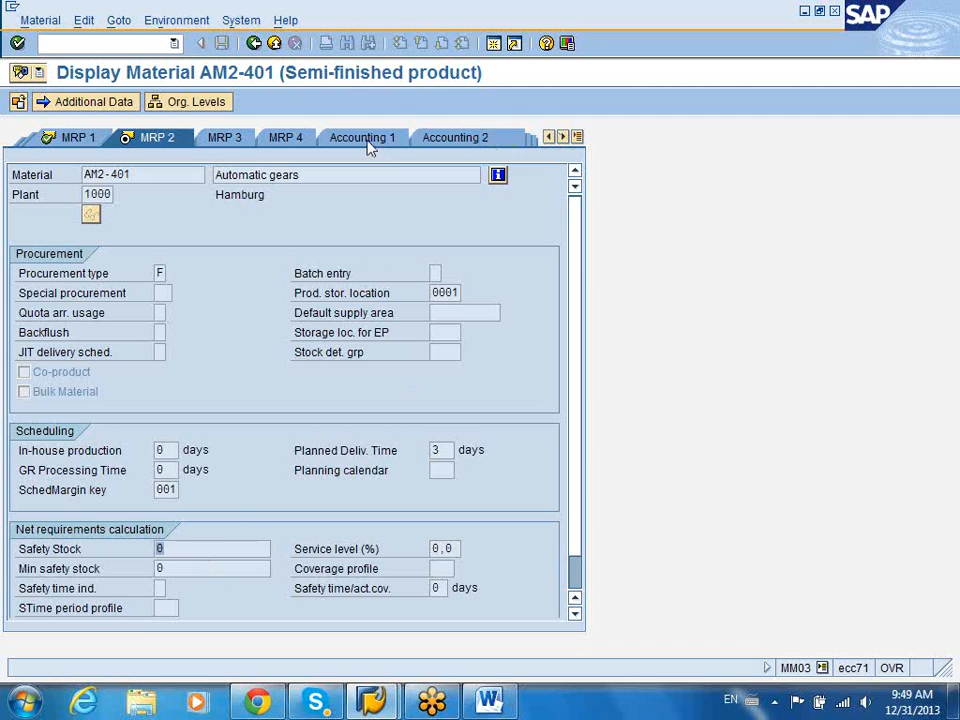 Material Edit Goto Environment System Help
SAP
Display Material AM2-401 (Semi-finished product)
Additional Data Org. Levels
MRP 1 MRP 2 MRP 3 MRP 4 Accounting 1 Accounting 2
Material AM2-401 Automatic gears
Plant 1000 Hamburg
Procurement
Procurement type F Batch entry
Special procurement Prod. stor. location 0001
Quota arr. usage Default supply area
Backflush Storage loc. for EP
JIT delivery sched. Stock det. grp
Co-product
Bulk Material
Scheduling
In-house production 0 days Planned Deliv. Time 3 days
GR Processing Time 0 days Planning calendar
SchedMargin key 001
Net requirements calculation
Safety Stock 0 Service level (%) 0,0
Min safety stock 0 Coverage profile
Safety time ind. Safety time/act.cov. 0 days
STime period profile
MM03 ecc71 OVR
EN 9:49 AM
12/31/2013